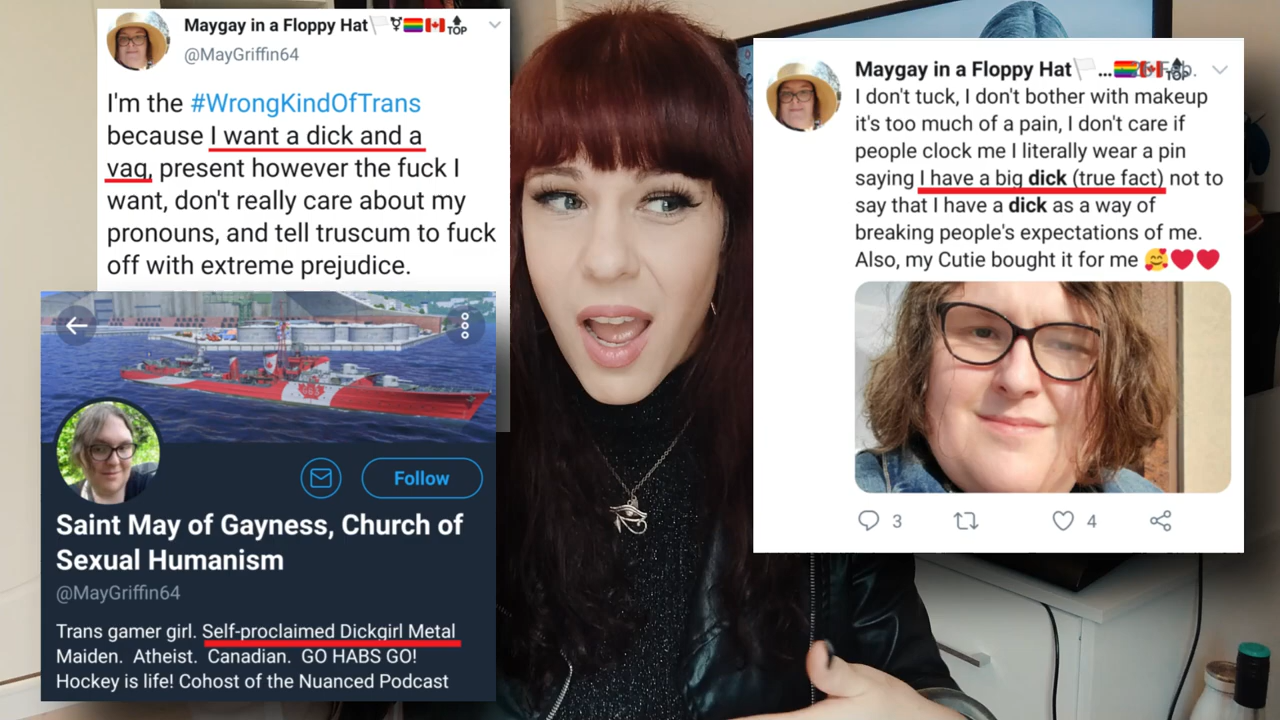 Maygay in a Floppy Hat🏳️⚧🏳️‍🌈🇨🇦🔝
@MayGriffin64
I'm the #WrongKindOfTrans
because I want a dick and a
vag, present however the fuck I
want, don't really care about my
pronouns, and tell truscum to fuck
off with extreme prejudice.
Saint May of Gayness, Church of
Sexual Humanism
@MayGriffin64
Trans gamer girl. Self-proclaimed Dickgirl Metal
Maiden. Atheist. Canadian. GO HABS GO!
Hockey is life! Cohost of the Nuanced Podcast
Follow
Maygay in a Floppy Hat🏳️...🏳️‍🌈🇨🇦🔝
I don't tuck, I don't bother with makeup
it's too much of a pain, I don't care if
people clock me I literally wear a pin
saying I have a big dick (true fact) not to
say that I have a dick as a way of
breaking people's expectations of me.
Also, my Cutie bought it for me 🥰❤️❤️
3
4